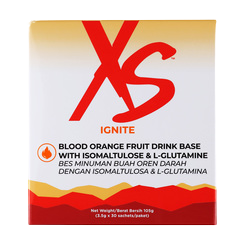 XS
IGNITE
BLOOD ORANGE FRUIT DRINK BASE
WITH ISOMALTULOSE & L-GLUTAMINE
BES MINUMAN BUAH OREN DARAH
DENGAN ISOMALTULOSA & L-GLUTAMINA
Net Weight/Berat Bersih 105g
(3.5g x 30 sachets/paket)